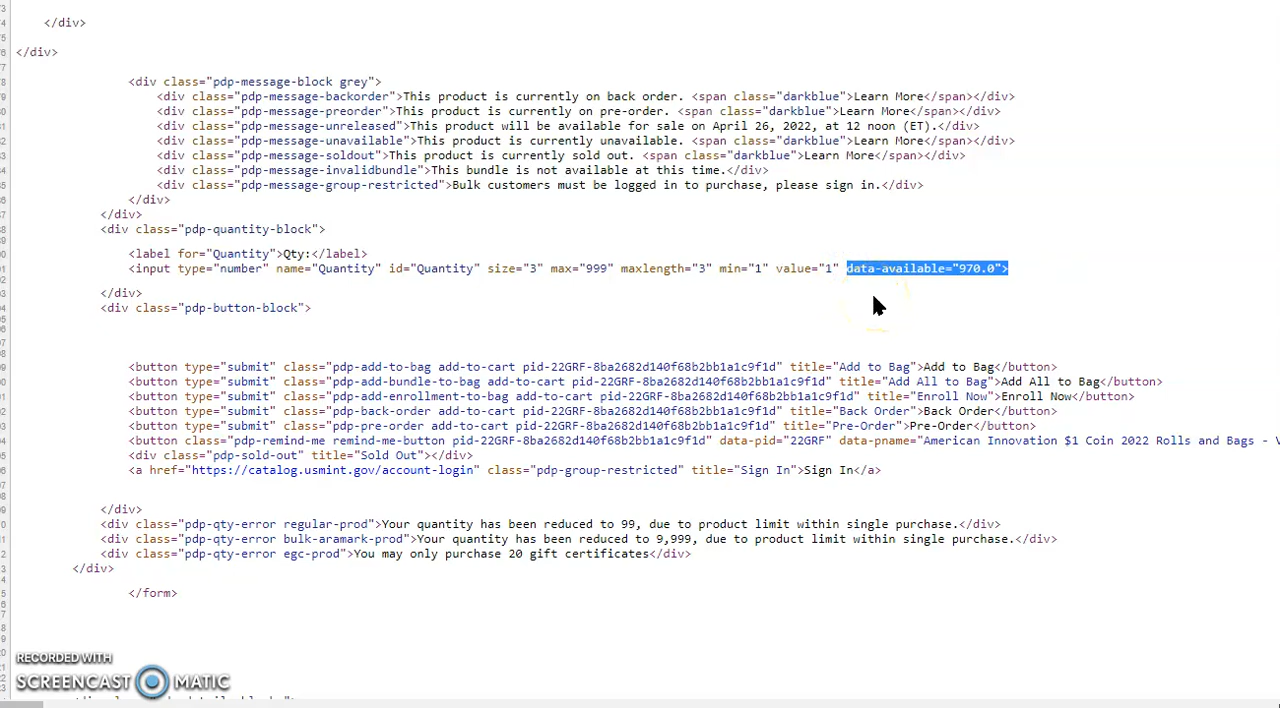 </div>
</div>
<div class="pdp-message-block grey">
<div class="pdp-message-backorder">This product is currently on back order. <span class="darkblue">Learn More</span></div>
<div class="pdp-message-preorder">This product is currently on pre-order. <span class="darkblue">Learn More</span></div>
<div class="pdp-message-unreleased">This product will be available for sale on April 26, 2022, at 12 noon (ET).</div>
<div class="pdp-message-unavailable">This product is currently unavailable. <span class="darkblue">Learn More</span></div>
<div class="pdp-message-soldout">This product is currently sold out. <span class="darkblue">Learn More</span></div>
<div class="pdp-message-invalidbundle">This bundle is not available at this time.</div>
<div class="pdp-message-group-restricted">Bulk customers must be logged in to purchase, please sign in.</div>
</div>
</div>
<div class="pdp-quantity-block">
<label for="Quantity">Qty:</label>
<input type="number" name="Quantity" id="Quantity" size="3" max="999" maxlength="3" min="1" value="1" data-available="970.0">
</div>
<div class="pdp-button-block">
<button type="submit" class="pdp-add-to-bag add-to-cart pid-22GRF-8ba2682d140f68b2bb1a1c9f1d" title="Add to Bag">Add to Bag</button>
<button type="submit" class="pdp-add-bundle-to-bag add-to-cart pid-22GRF-8ba2682d140f68b2bb1a1c9f1d" title="Add All to Bag">Add All to Bag</button>
<button type="submit" class="pdp-add-enrollment-to-bag add-to-cart pid-22GRF-8ba2682d140f68b2bb1a1c9f1d" title="Enroll Now">Enroll Now</button>
<button type="submit" class="pdp-back-order add-to-cart pid-22GRF-8ba2682d140f68b2bb1a1c9f1d" title="Back Order">Back Order</button>
<button type="submit" class="pdp-pre-order add-to-cart pid-22GRF-8ba2682d140f68b2bb1a1c9f1d" title="Pre-Order">Pre-Order</button>
<button class="pdp-remind-me remind-me-button pid-22GRF-8ba2682d140f68b2bb1a1c9f1d" data-pid="22GRF" data-pname="American Innovation $1 Coin 2022 Rolls and Bags -
<div class="pdp-sold-out" title="Sold Out"></div>
<a href="https://catalog.usmint.gov/account-login" class="pdp-group-restricted" title="Sign In">Sign In</a>
</div>
<div class="pdp-qty-error regular-prod">Your quantity has been reduced to 99, due to product limit within single purchase.</div>
<div class="pdp-qty-error bulk-aramark-prod">Your quantity has been reduced to 9,999, due to product limit within single purchase.</div>
<div class="pdp-qty-error egc-prod">You may only purchase 20 gift certificates</div>
</div>
</form>
RECORDED WITH
SCREENCAST MATIC